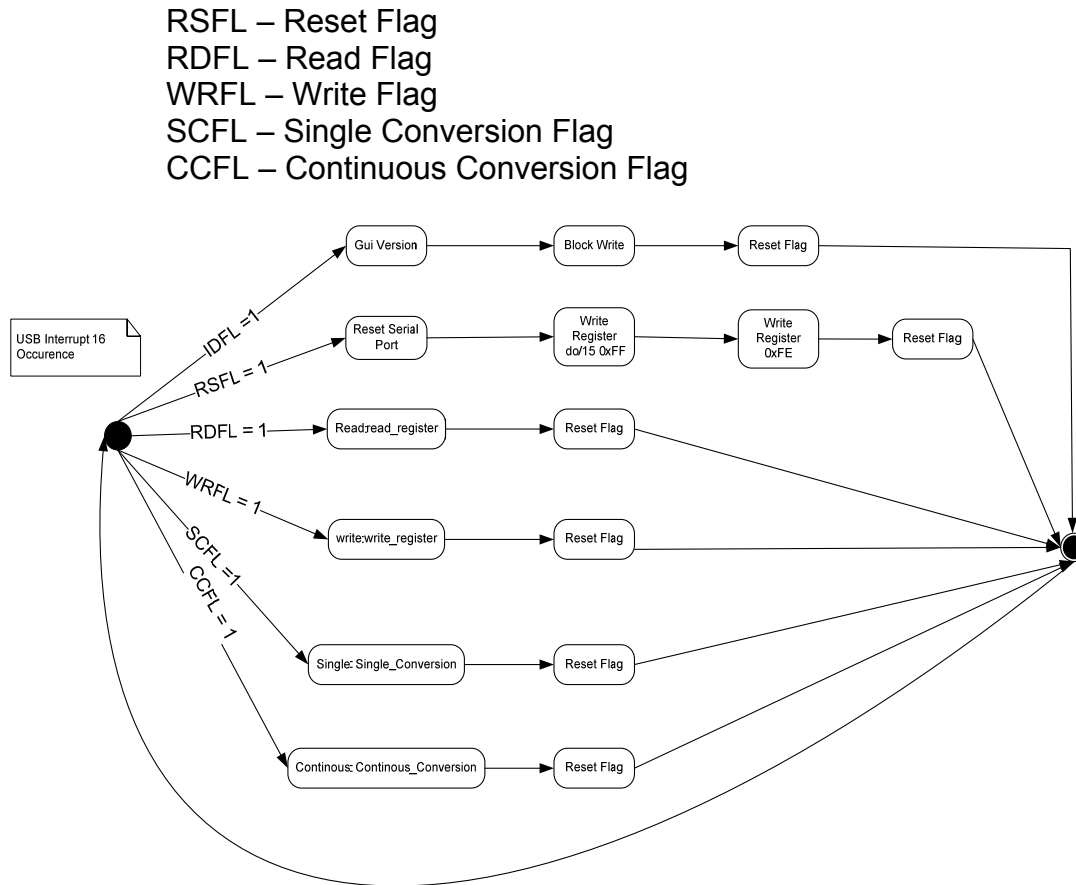 RSFL – Reset Flag
RDFL – Read Flag
WRFL – Write Flag
SCFL – Single Conversion Flag
CCFL – Continuous Conversion Flag
Gui Version
Block Write
Reset Flag
IDFL =1
USB Interrupt 16
Occurence
Reset Serial
Port
Write
Register
do/15 0xFF
Write
Register
0xFE
Reset Flag
RSFL = 1
RDFL = 1
Read:read_register
Reset Flag
WRFL = 1
write:write_register
Reset Flag
SCFL =1
Single: Single_Conversion
Reset Flag
CCFL = 1
Continous: Continous_Conversion
Reset Flag